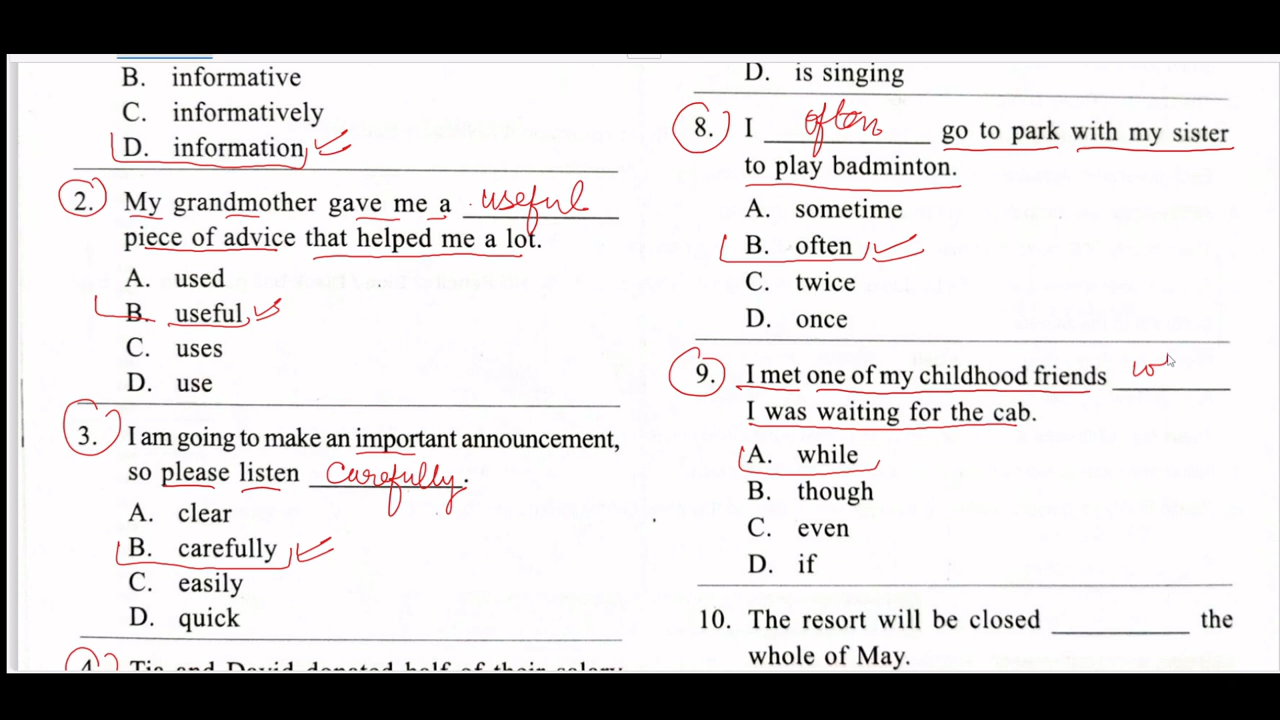 B. informative
C. informatively
D. information
2. My grandmother gave me a useful
piece of advice that helped me a lot.
A. used
B. useful
C. uses
D. use
3. I am going to make an important announcement,
so please listen carefully.
A. clear
B. carefully
C. easily
D. quick
D. is singing
8. I often go to park with my sister
to play badminton.
A. sometime
B. often
C. twice
D. once
9. I met one of my childhood friends
I was waiting for the cab.
A. while
B. though
C. even
D. if
10. The resort will be closed ________ the
whole of May.